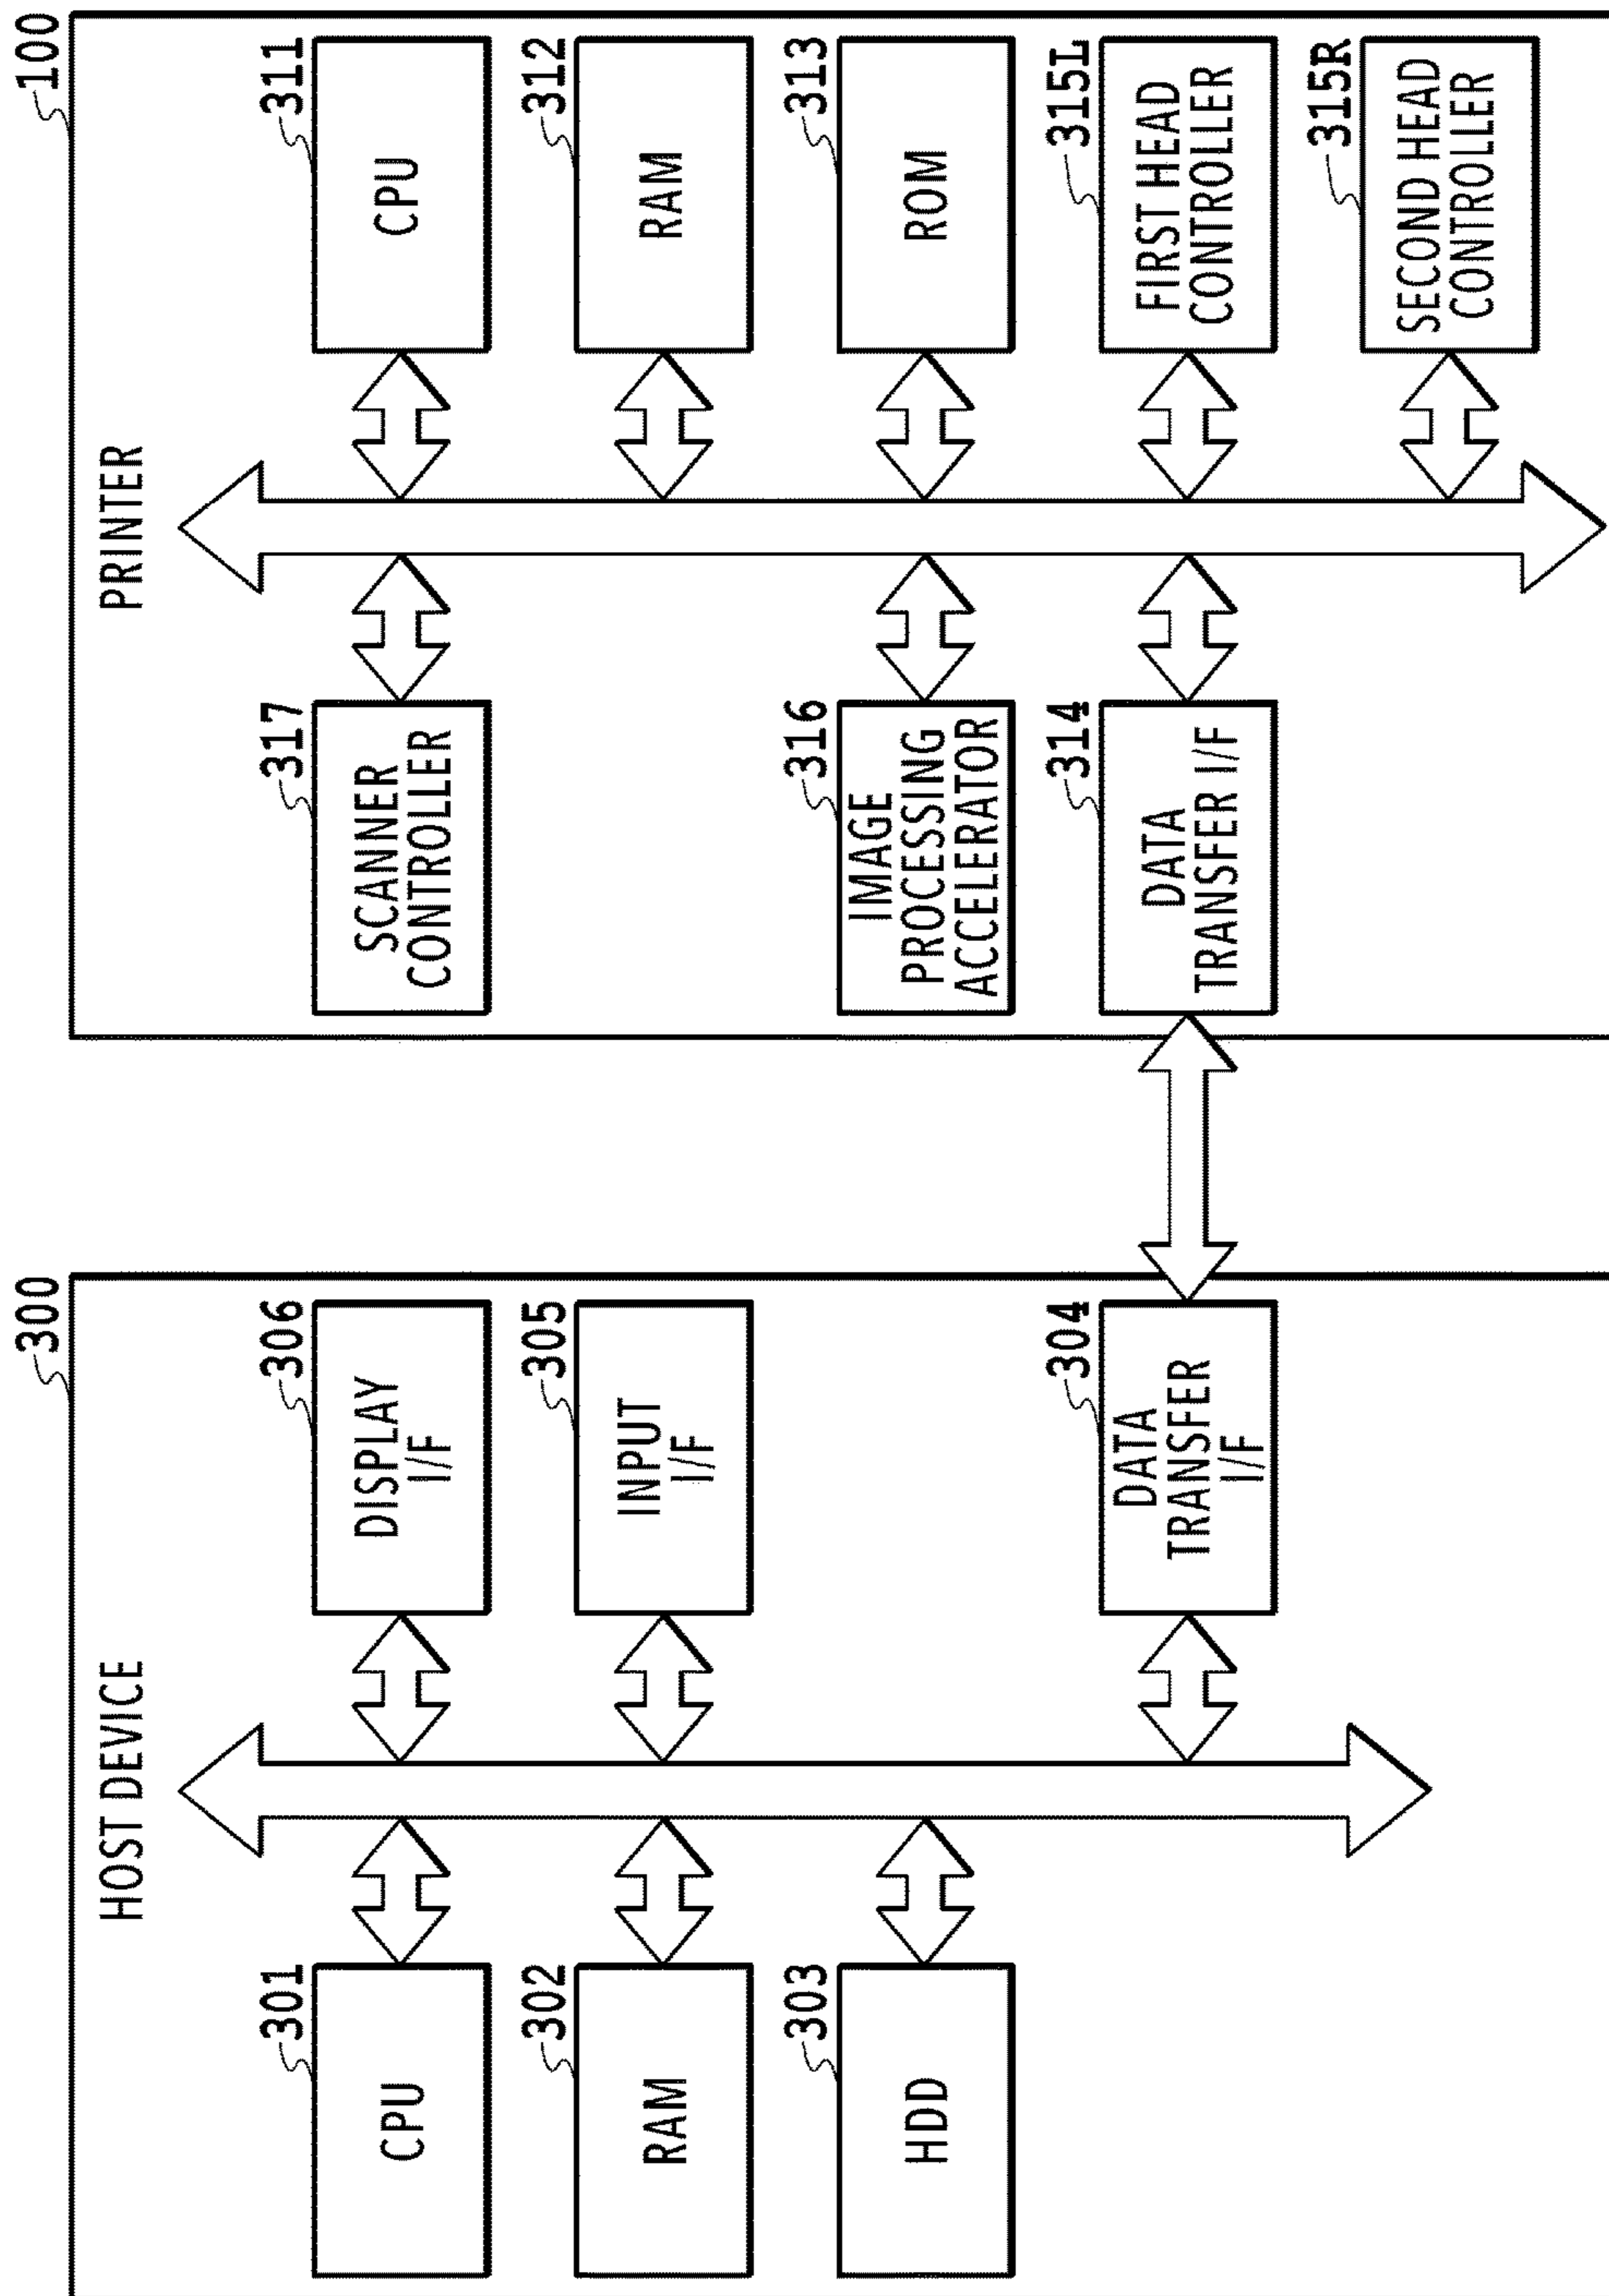 300
HOST DEVICE
301
CPU
302
RAM
303
HDD
306
DISPLAY
I/F
305
INPUT
I/F
304
DATA
TRANSFER
I/F
100
PRINTER
317
SCANNER
CONTROLLER
316
IMAGE
PROCESSING
ACCELERATOR
314
DATA
TRANSFER I/F
311
CPU
312
RAM
313
ROM
315L
FIRST HEAD
CONTROLLER
315R
SECOND HEAD
CONTROLLER